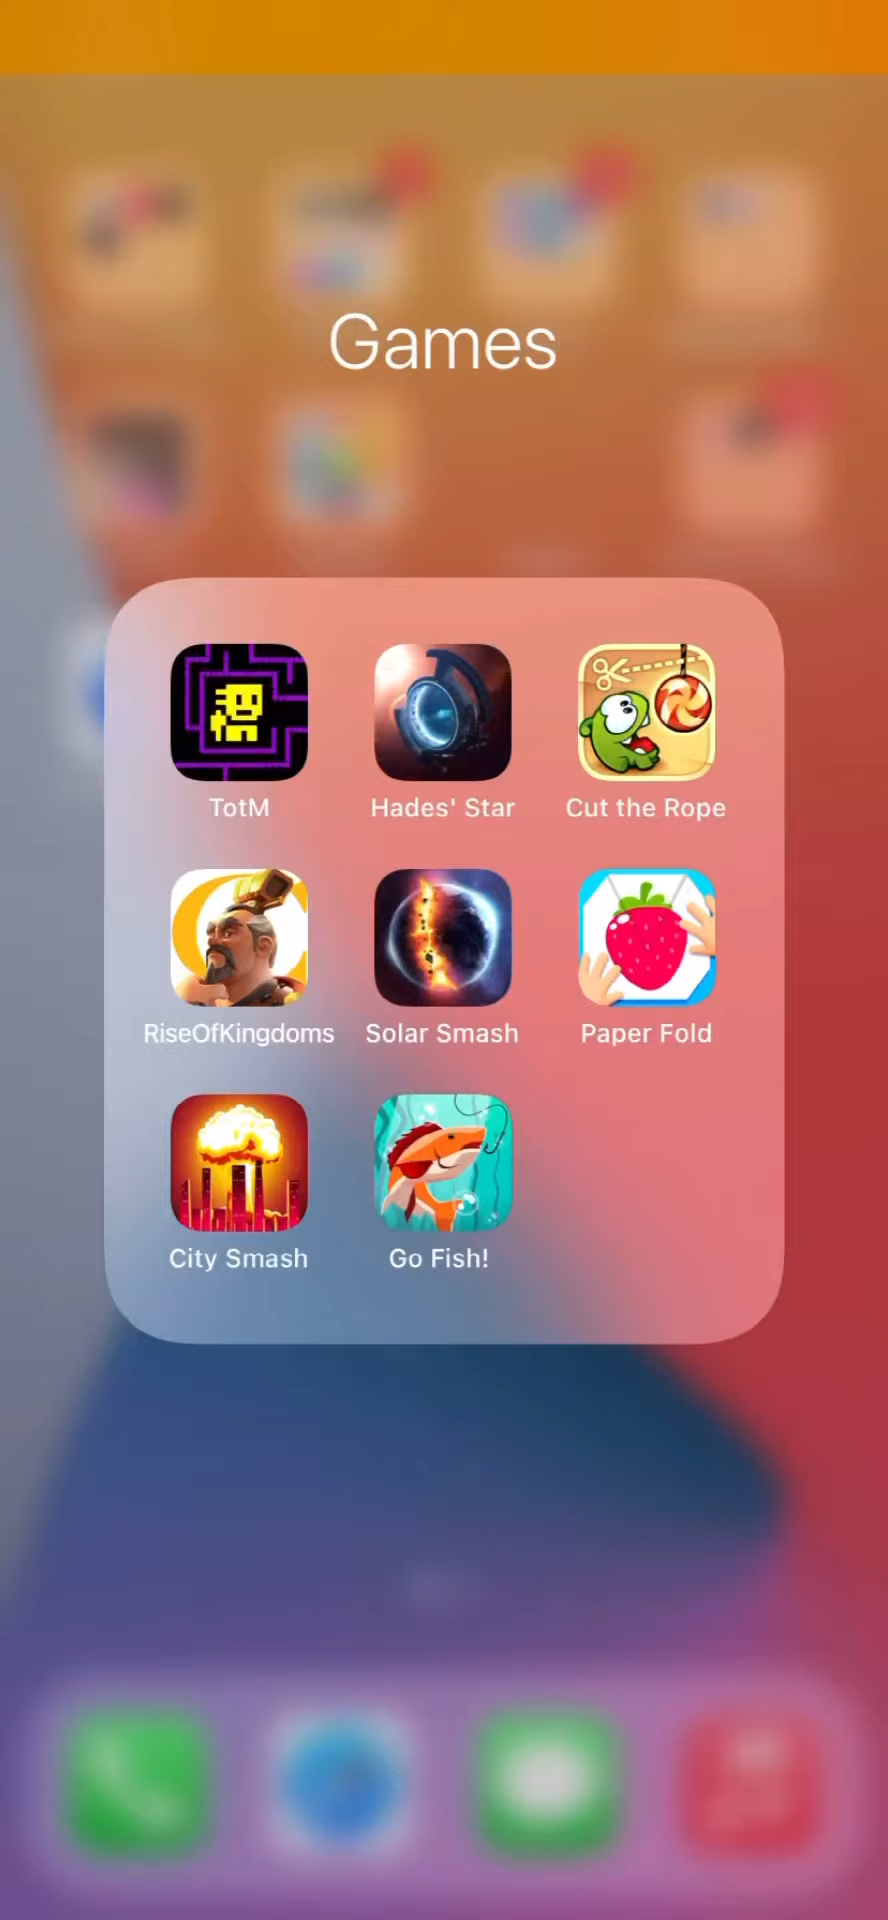 Games
TotM
Hades' Star
Cut the Rope
RiseOfKingdoms
Solar Smash
Paper Fold
City Smash
Go Fish!